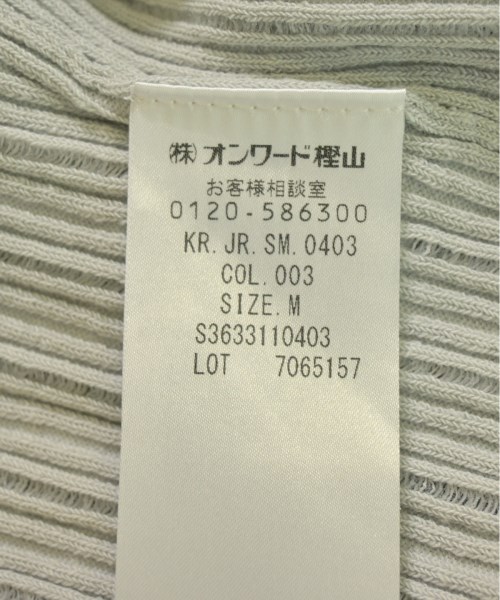 ㈱オンワード樫山
お客様相談室
0120-586300
KR. JR. SM. 0403
COL. 003
SIZE. M
S3633110403
LOT 7065157